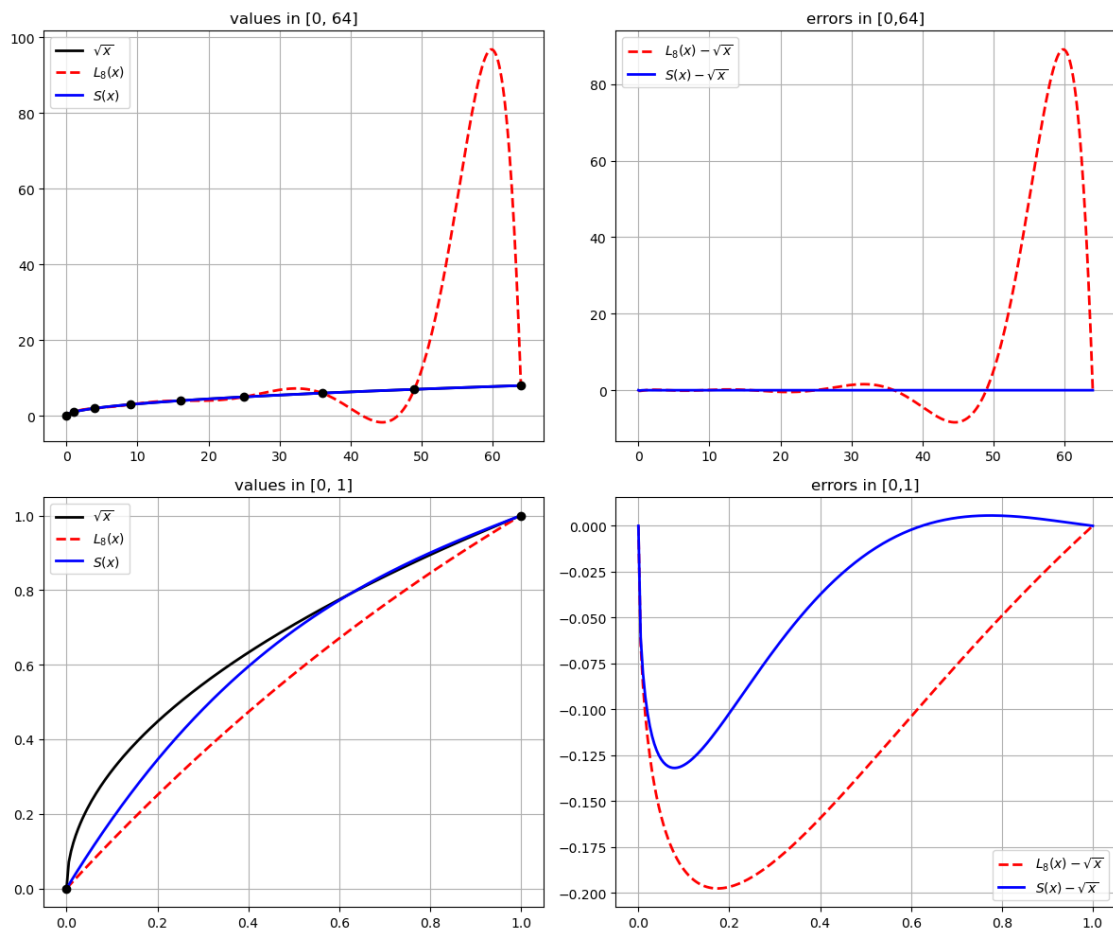 values in [0, 64]
√x
L₈(x)
S(x)
100
80
60
40
20
0
0 10 20 30 40 50 60
errors in [0,64]
L₈(x) − √x
S(x) − √x
80
60
40
20
0
0 10 20 30 40 50 60
values in [0, 1]
√x
L₈(x)
S(x)
1.0
0.8
0.6
0.4
0.2
0.0
0.0 0.2 0.4 0.6 0.8 1.0
errors in [0,1]
0.000
−0.025
−0.050
−0.075
−0.100
−0.125
−0.150
−0.175
−0.200
L₈(x) − √x
S(x) − √x
0.0 0.2 0.4 0.6 0.8 1.0